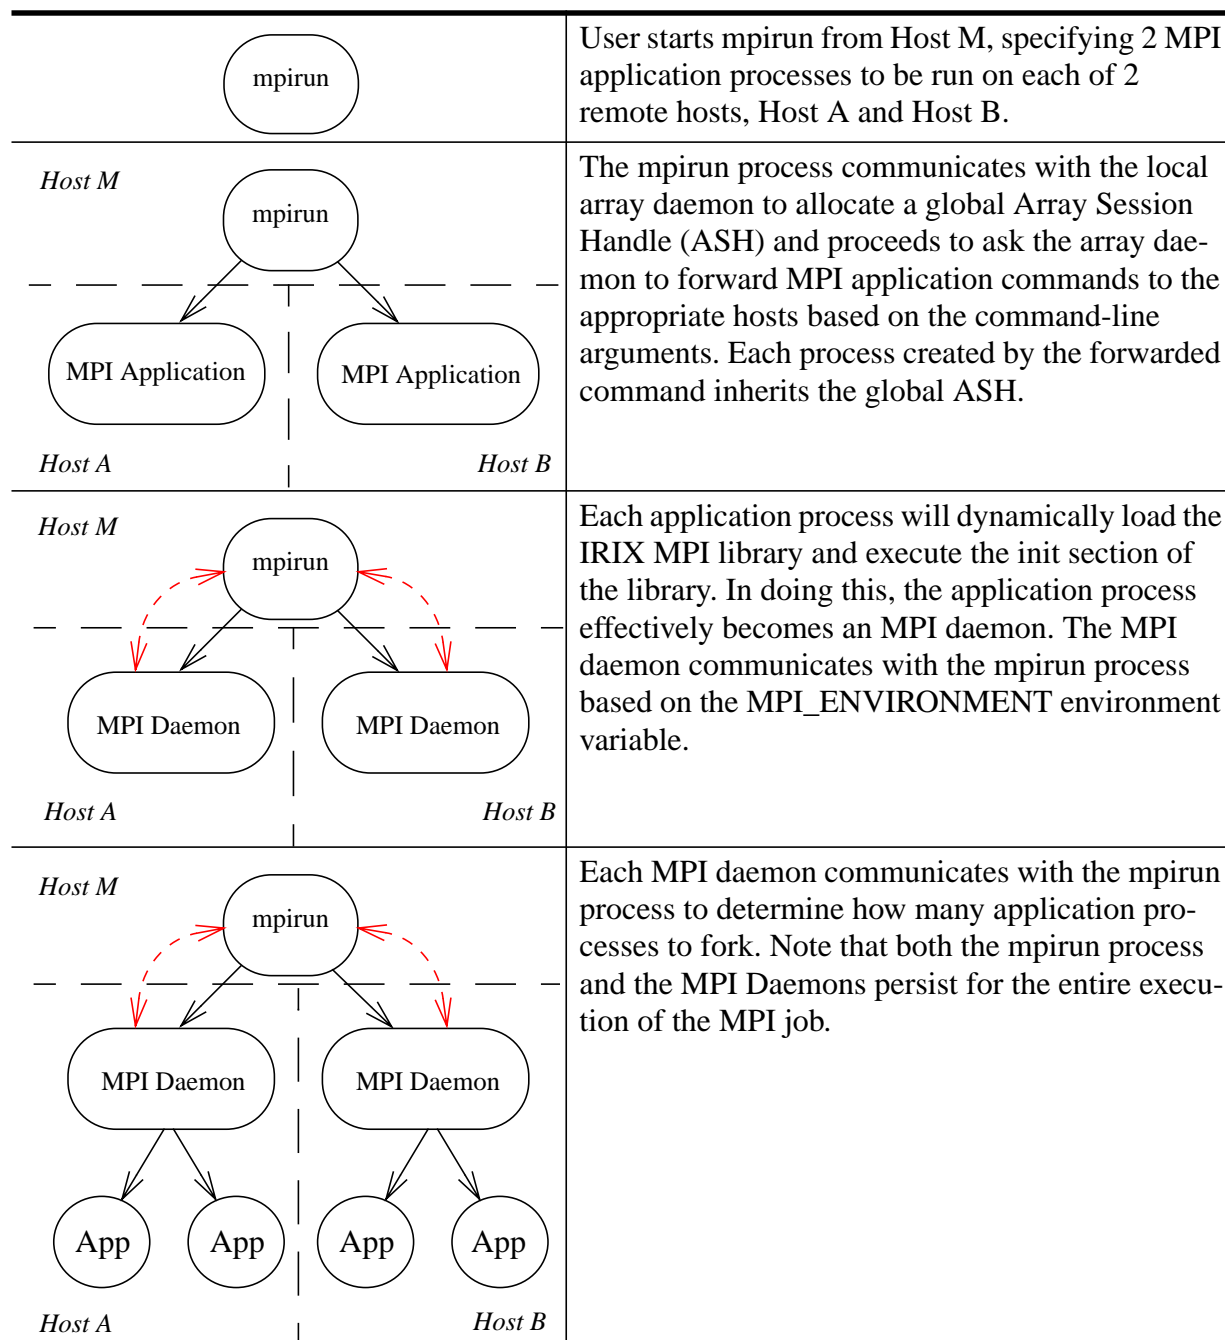 mpirun
User starts mpirun from Host M, specifying 2 MPI
application processes to be run on each of 2
remote hosts, Host A and Host B.
Host M
mpirun
MPI Application
MPI Application
Host A
Host B
The mpirun process communicates with the local
array daemon to allocate a global Array Session
Handle (ASH) and proceeds to ask the array dae-
mon to forward MPI application commands to the
appropriate hosts based on the command-line
arguments. Each process created by the forwarded
command inherits the global ASH.
Host M
mpirun
MPI Daemon
MPI Daemon
Host A
Host B
Each application process will dynamically load the
IRIX MPI library and execute the init section of
the library. In doing this, the application process
effectively becomes an MPI daemon. The MPI
daemon communicates with the mpirun process
based on the MPI_ENVIRONMENT environment
variable.
Host M
mpirun
MPI Daemon
MPI Daemon
App
App
App
App
Host A
Host B
Each MPI daemon communicates with the mpirun
process to determine how many application pro-
cesses to fork. Note that both the mpirun process
and the MPI Daemons persist for the entire execu-
tion of the MPI job.